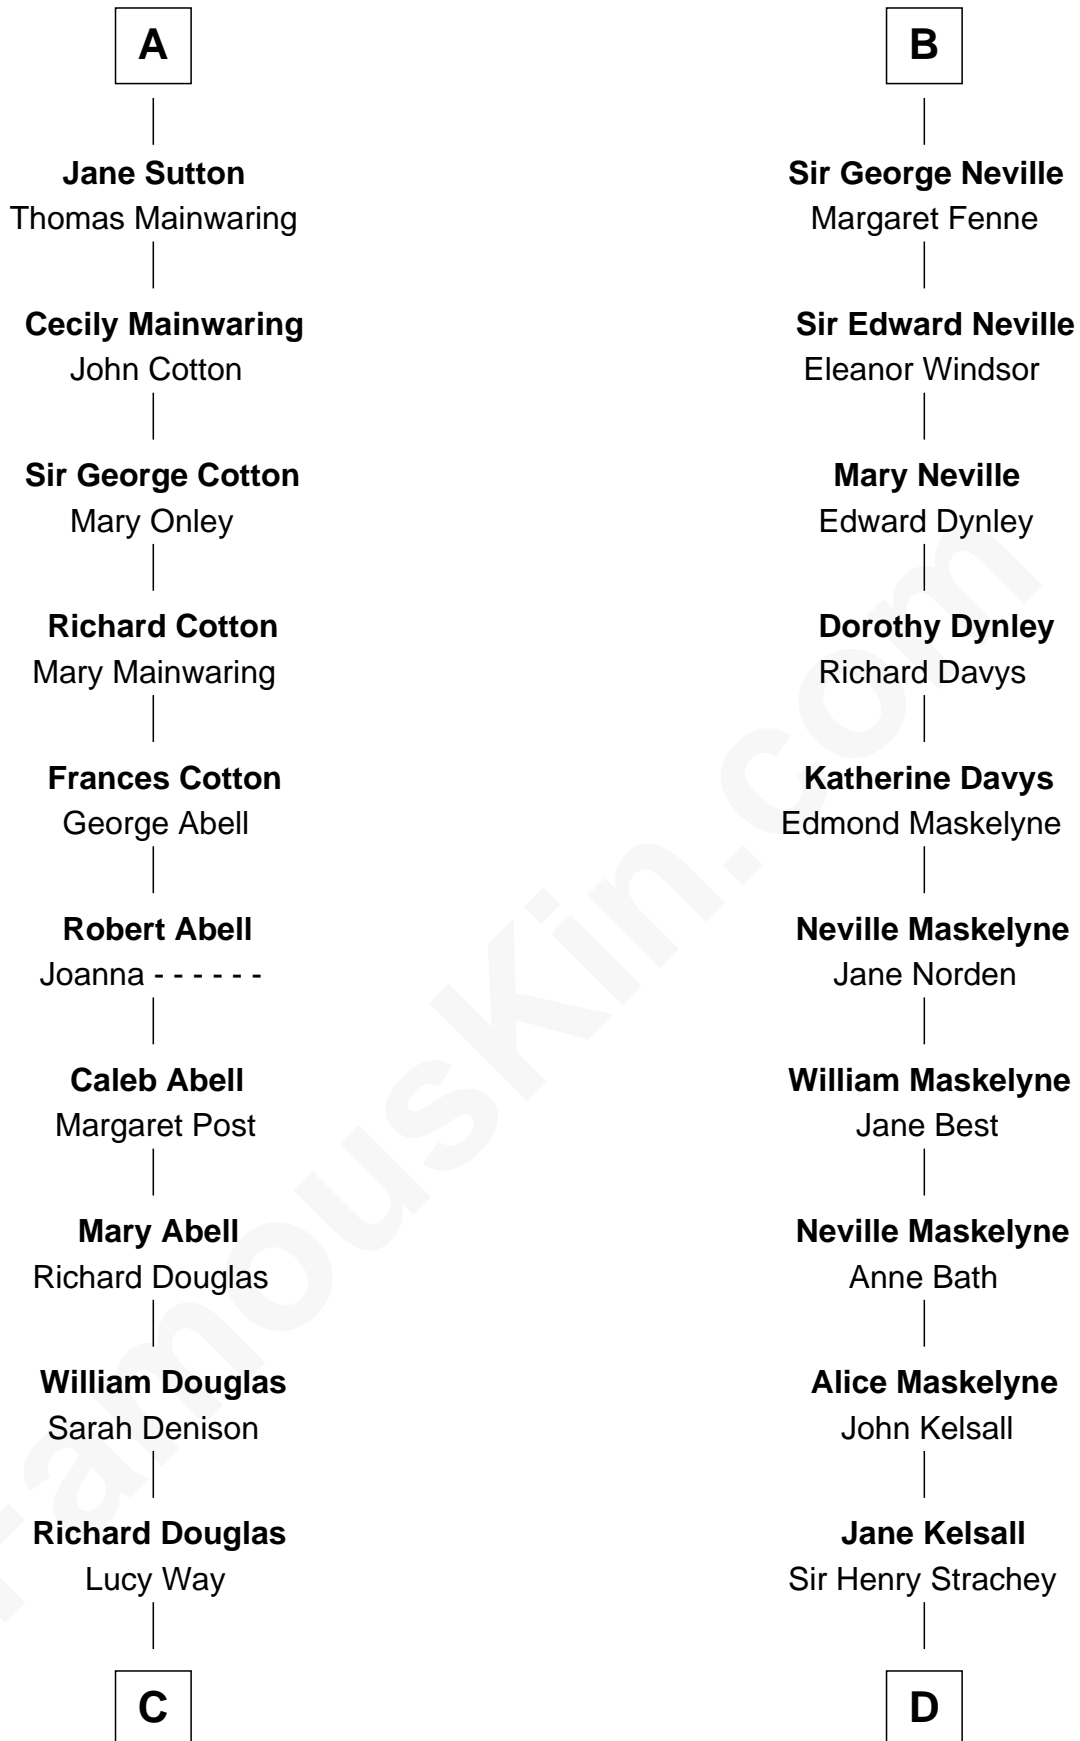 A
Jane Sutton
Thomas Mainwaring
Cecily Mainwaring
John Cotton
Sir George Cotton
Mary Onley
Richard Cotton
Mary Mainwaring
Frances Cotton
George Abell
Robert Abell
Joanna - - - - - -
Caleb Abell
Margaret Post
Mary Abell
Richard Douglas
William Douglas
Sarah Denison
Richard Douglas
Lucy Way
C
B
Sir George Neville
Margaret Fenne
Sir Edward Neville
Eleanor Windsor
Mary Neville
Edward Dynley
Dorothy Dynley
Richard Davys
Katherine Davys
Edmond Maskelyne
Neville Maskelyne
Jane Norden
William Maskelyne
Jane Best
Neville Maskelyne
Anne Bath
Alice Maskelyne
John Kelsall
Jane Kelsall
Sir Henry Strachey
D
FamousKin.com